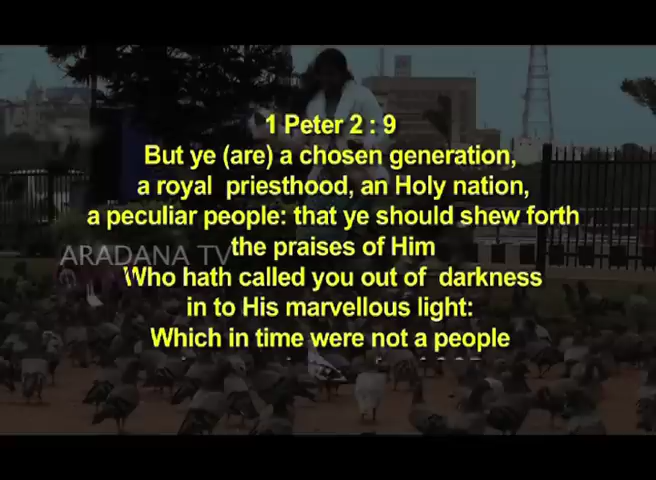 1 Peter 2 : 9
But ye (are) a chosen generation,
a royal priesthood, an Holy nation,
a peculiar people: that ye should shew forth
the praises of Him
ARADANA TV
Who hath called you out of darkness
in to His marvellous light:
Which in time were not a people